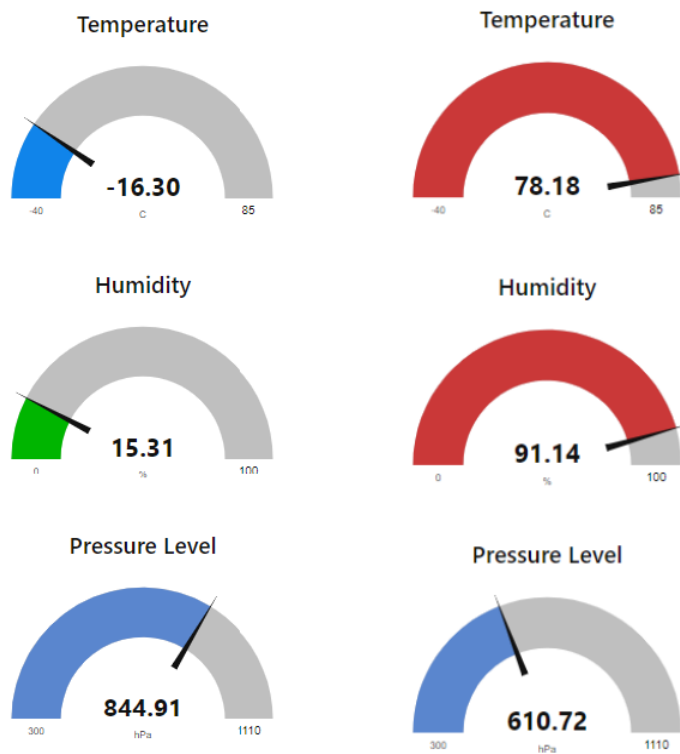 Temperature
-16.30
-40
C
85
Temperature
78.18
-40
C
85
Humidity
15.31
0
%
100
Humidity
91.14
0
%
100
Pressure Level
844.91
300
hPa
1110
Pressure Level
610.72
300
hPa
1110